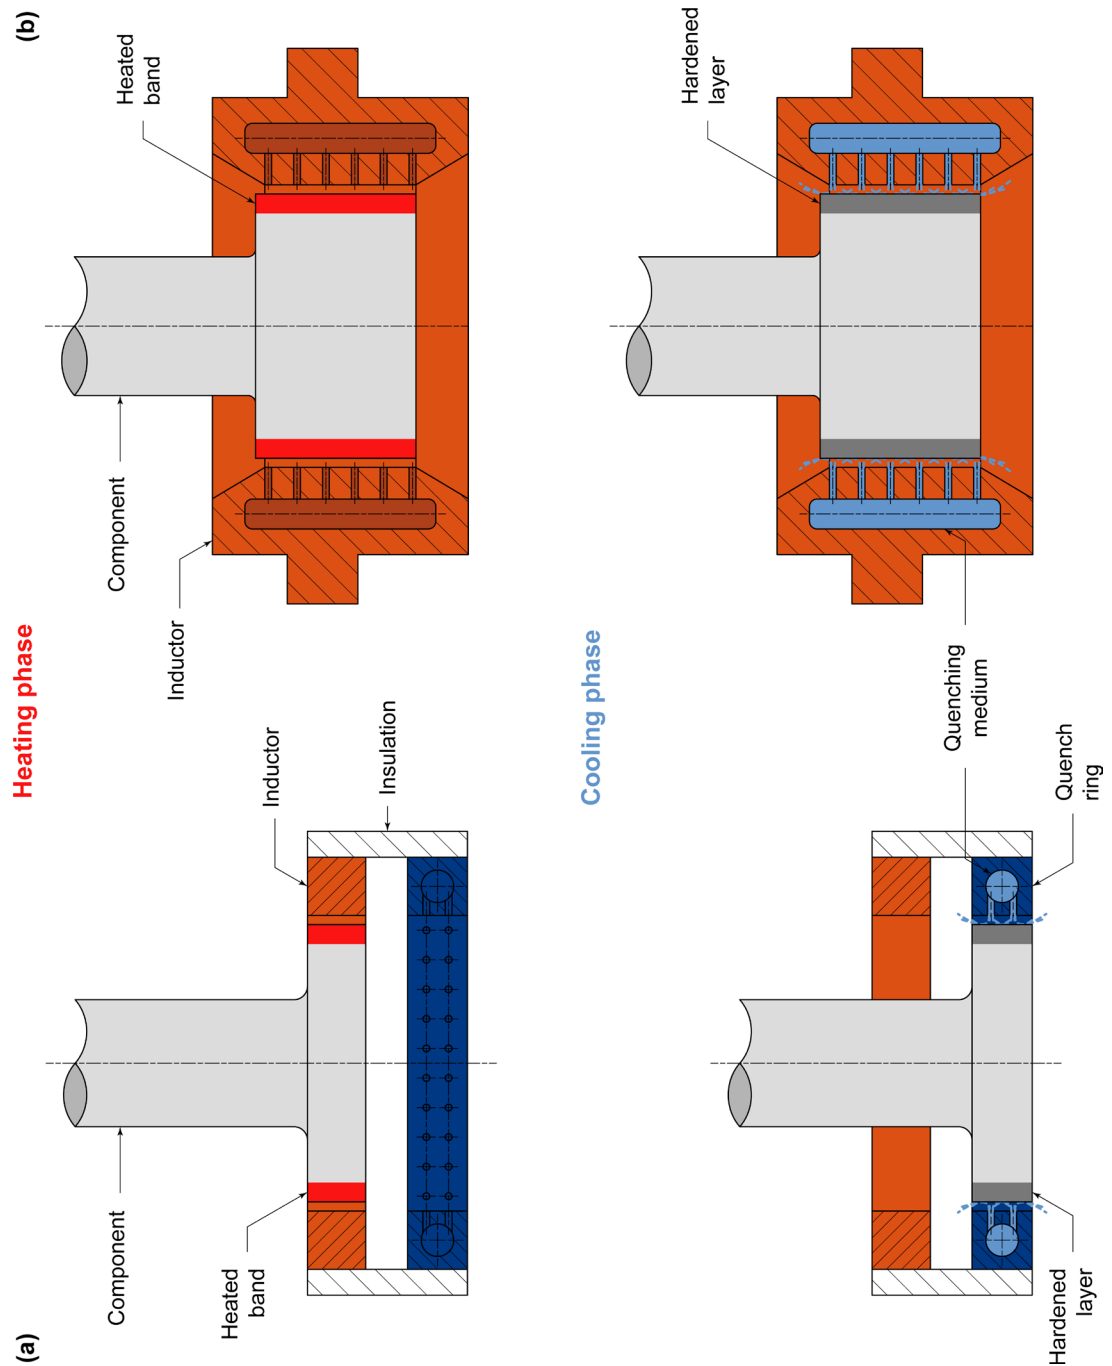 (a)
(b)
Heating phase
Component
Heated
band
Inductor
Insulation
Inductor
Component
Heated
band
Cooling phase
Hardened
layer
Quench
ring
Quenching
medium
Hardened
layer